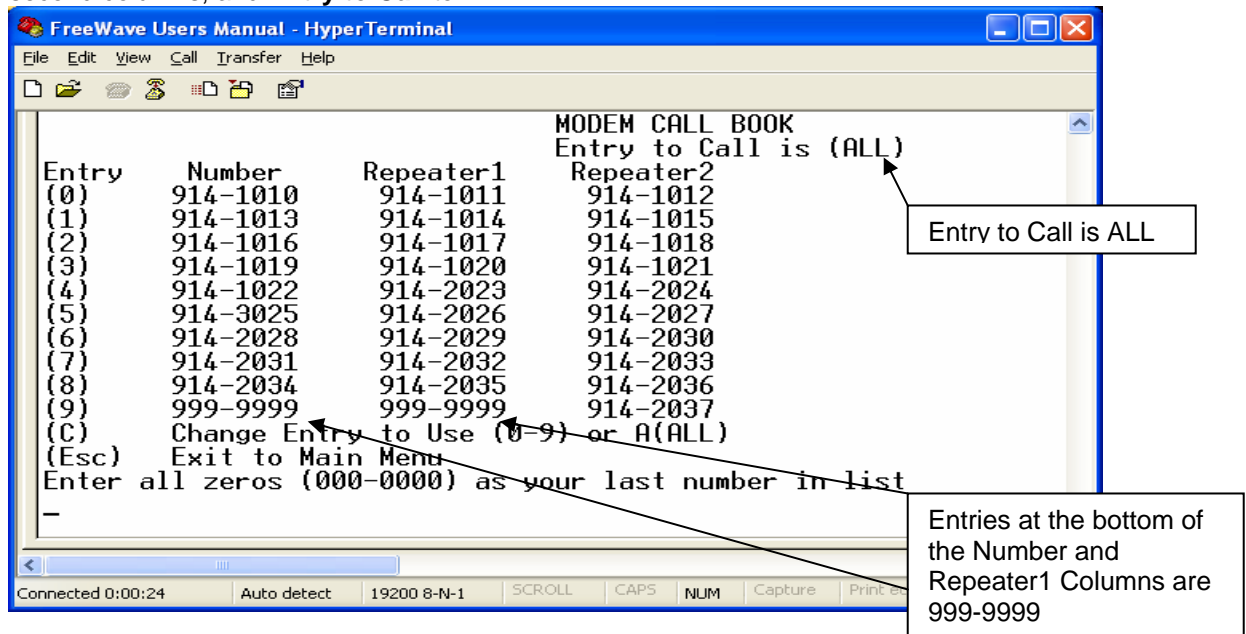 FreeWave Users Manual - HyperTerminal
File Edit View Call Transfer Help
MODEM CALL BOOK
Entry to Call is (ALL)
Entry Number Repeater1 Repeater2
(0) 914-1010 914-1011 914-1012
(1) 914-1013 914-1014 914-1015
(2) 914-1016 914-1017 914-1018
(3) 914-1019 914-1020 914-1021
(4) 914-1022 914-2023 914-2024
(5) 914-3025 914-2026 914-2027
(6) 914-2028 914-2029 914-2030
(7) 914-2031 914-2032 914-2033
(8) 914-2034 914-2035 914-2036
(9) 999-9999 999-9999 914-2037
(C) Change Entry to Use (0-9) or A(ALL)
(Esc) Exit to Main Menu
Enter all zeros (000-0000) as your last number in list
Entry to Call is ALL
Entries at the bottom of
the Number and
Repeater1 Columns are
999-9999
Connected 0:00:24 Auto detect 19200 8-N-1 SCROLL CAPS NUM Capture Print